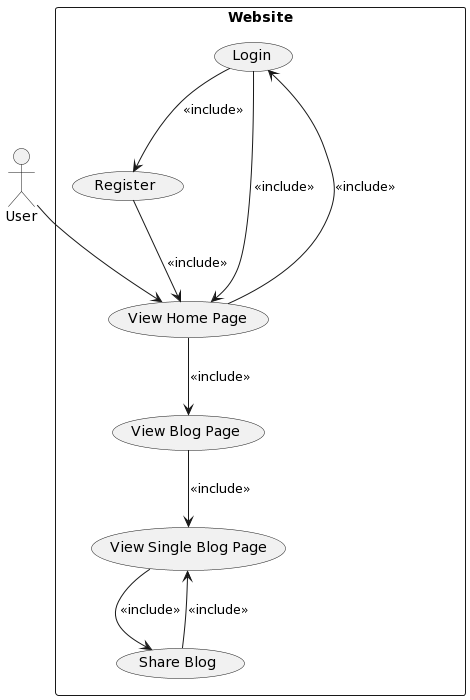 Website
Login
«include»
Register
«include»
«include»
User
«include»
View Home Page
«include»
View Blog Page
«include»
View Single Blog Page
«include»
«include»
Share Blog